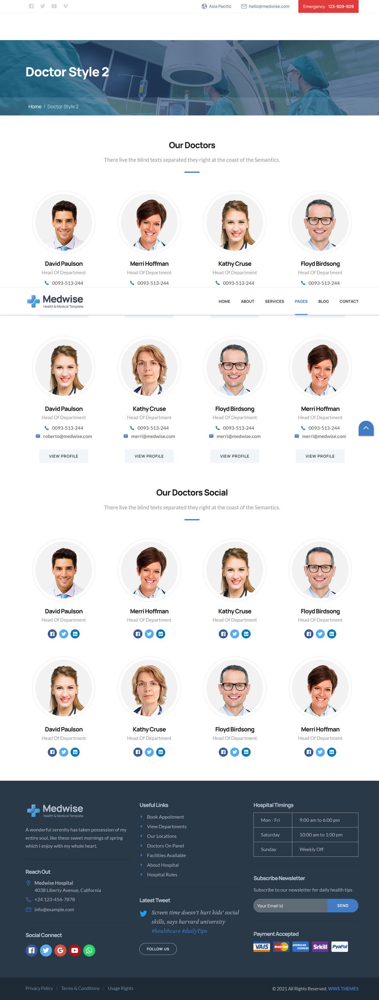 Asia Pacific hello@medwise.com Emergency 123-909-909
Doctor Style 2
Home / Doctor Style 2
Our Doctors
There live the blind texts separated they right at the coast of the Semantics.
David Paulson Merri Hoffman Kathy Cruse Floyd Birdsong
Head Of Department Head Of Department Head Of Department Head Of Department
0093-513-244 0093-513-244 0093-513-244 0093-513-244
Medwise
Health & Medical Template
HOME ABOUT SERVICES PAGES BLOG CONTACT
David Paulson Kathy Cruse Floyd Birdsong Merri Hoffman
Head Of Department Head Of Department Head Of Department Head Of Department
0093-513-244 0093-513-244 0093-513-244 0093-513-244
roberto@medwise.com merri@medwise.com merri@medwise.com merri@medwise.com
VIEW PROFILE VIEW PROFILE VIEW PROFILE VIEW PROFILE
Our Doctors Social
There live the blind texts separated they right at the coast of the Semantics.
David Paulson Merri Hoffman Kathy Cruse Floyd Birdsong
Head Of Department Head Of Department Head Of Department Head Of Department
David Paulson Kathy Cruse Floyd Birdsong Merri Hoffman
Head Of Department Head Of Department Head Of Department Head Of Department
Medwise
Health & Medical Template
A wonderful serenity has taken possession of my
entire soul, like these sweet mornings of spring
which I enjoy with my whole heart.
Reach Out
Medwise Hospital
4038 Liberty Avenue, California
+24 123-456-7878
info@example.com
Social Connect
Useful Links
Book Appoitment
View Departments
Our Locations
Doctors On Panel
Facilities Available
About Hospital
Hospital Rules
Latest Tweet
Screen time doesn't hurt kids' social
skills, says harvard university
#healthcare #dailyTips
FOLLOW US
Hospital Timings
Mon - Fri 9:00 am to 6:00 pm
Saturday 10:00 am to 1:00 pm
Sunday Weekly Off
Subscribe Newsletter
Subscribe to our newsletter for daily health tips
Your Email Id SEND
Payment Accepted
VAIS MsaterCrad AREMICAN EXDRESS Srkill PyaPal
Privacy Policy | Terms & Conditions | Usage Rights
© 2021 All Rights Reserved. WWS THEMES